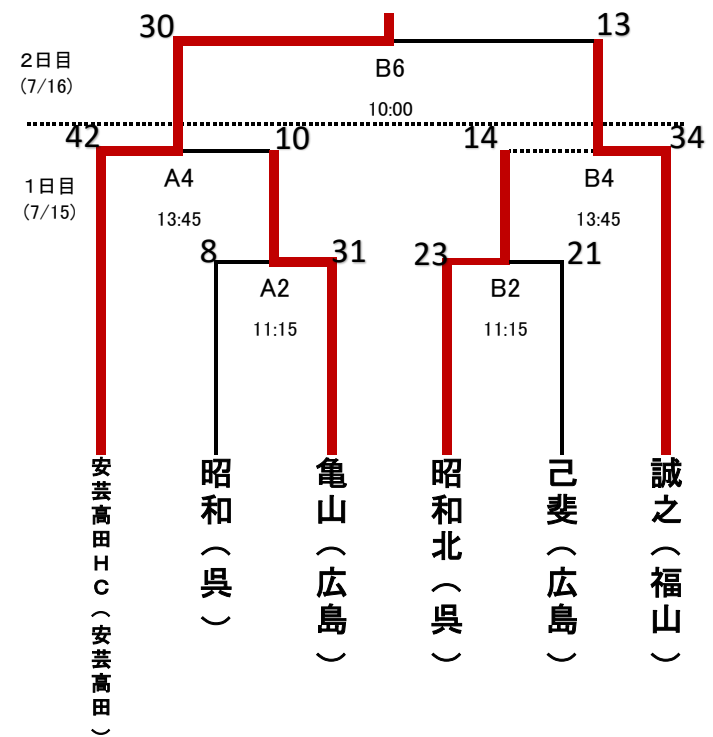 30
13
2日目
(7/16)
B6
10:00
42
10
14
34
1日目
(7/15)
A4
B4
13:45
13:45
8
31
23
21
A2
B2
11:15
11:15
安芸高田HC(安芸高田)
昭和(呉)
亀山(広島)
昭和北(呉)
己斐(広島)
誠之(福山)